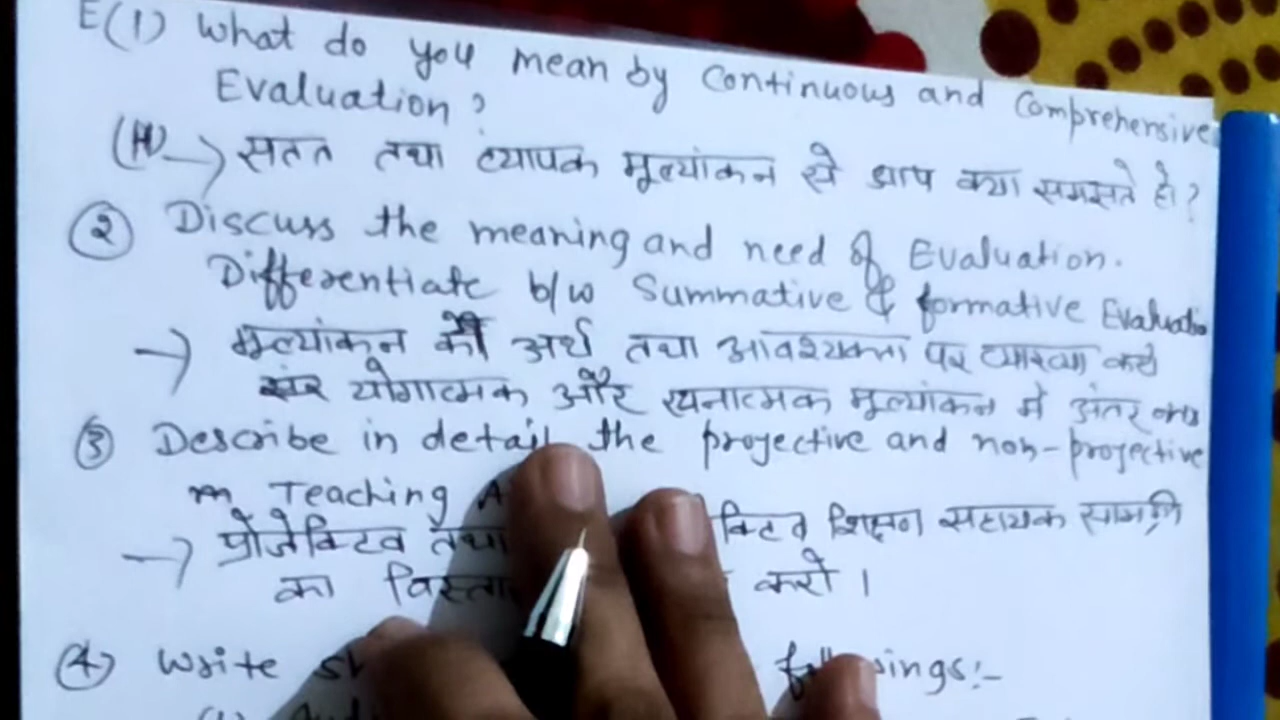 E(1) What do you mean by Continuous and Comprehensive
Evaluation?
(H) → सतत तथा व्यापक मूल्यांकन से आप क्या समझते हो?
(2) Discuss the meaning and need of Evaluation.
Differentiate b/w Summative & formative Evaluatio
→ मूल्यांकन की अर्थ तथा आवश्यकता पर व्याख्या करो
योगात्मक और रचनात्मक मूल्यांकन में अंतर
(3) Describe in detail the projective and non-projective
Teaching
→ प्रोजेक्टिव तथा शिक्षण सहायक सामग्री
का करो ।
(4) Write